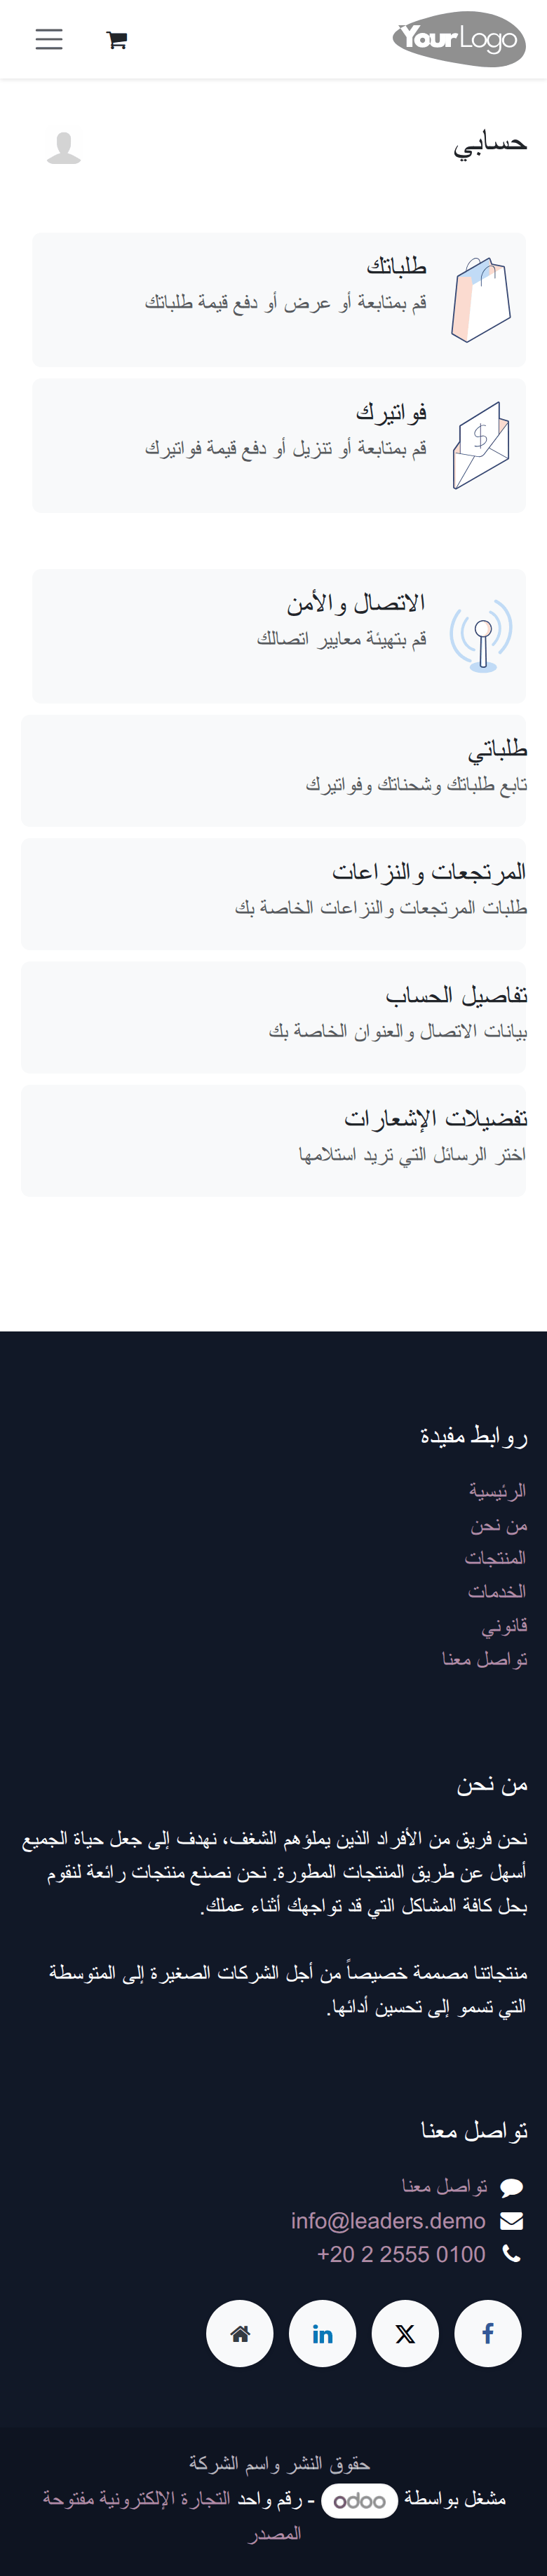 YourLogo
حسابي
طلباتك
قم بمتابعة أو عرض أو دفع قيمة طلباتك
فواتيرك
قم بمتابعة أو تنزيل أو دفع قيمة فواتيرك
الاتصال والأمن
قم بتهيئة معايير اتصالك
طلباتي
تابع طلباتك وشحناتك وفواتيرك
المرتجعات والنزاعات
طلبات المرتجعات والنزاعات الخاصة بك
تفاصيل الحساب
بيانات الاتصال والعنوان الخاصة بك
تفضيلات الإشعارات
اختر الرسائل التي تريد استلامها
روابط مفيدة
الرئيسية
من نحن
المنتجات
الخدمات
قانوني
تواصل معنا
من نحن
نحن فريق من الأفراد الذين يملؤهم الشغف، نهدف إلى جعل حياة الجميع
أسهل عن طريق المنتجات المطورة. نحن نصنع منتجات رائعة لنقوم
بحل كافة المشاكل التي قد تواجهك أثناء عملك.
منتجاتنا مصممة خصيصاً من أجل الشركات الصغيرة إلى المتوسطة
التي تسمو إلى تحسين أدائها.
تواصل معنا
تواصل معنا
info@leaders.demo
+20 2 2555 0100
حقوق النشر واسم الشركة
مشغل بواسطة odoo - رقم واحد التجارة الإلكترونية مفتوحة
المصدر